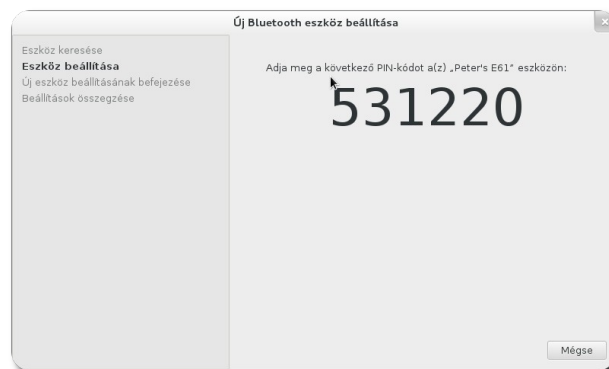 Új Bluetooth eszköz beállítása
Eszköz keresése
Eszköz beállítása
Új eszköz beállításának befejezése
Beállítások összegzése
Adja meg a következő PIN-kódot a(z) „Peter's E61” eszközön:
531220
Mégse